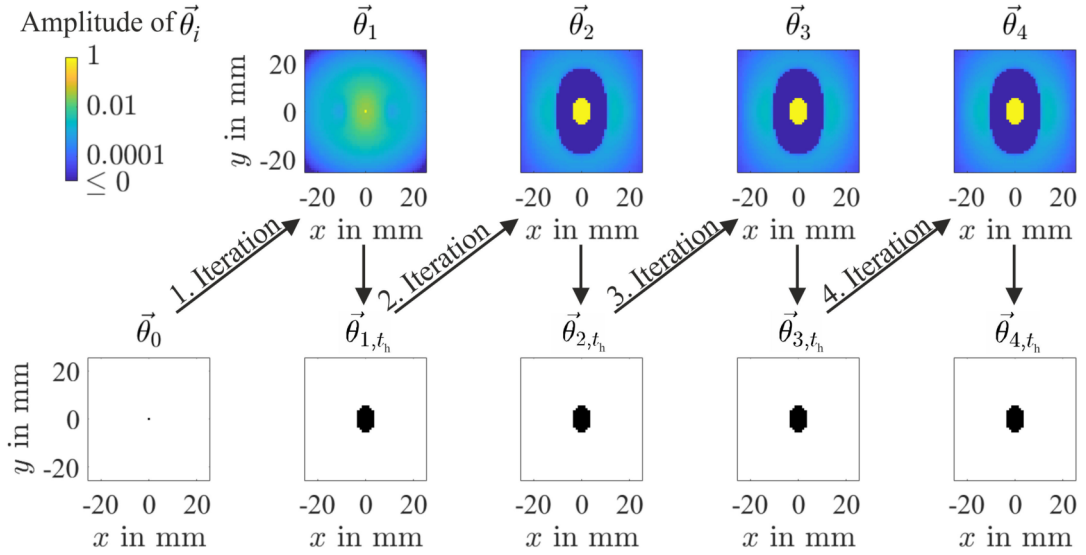 Amplitude of θ⃗ᵢ
1
0.01
0.0001
≤ 0
θ⃗₁
θ⃗₂
θ⃗₃
θ⃗₄
y in mm
20
0
-20
-20 0 20
x in mm
-20 0 20
x in mm
-20 0 20
x in mm
-20 0 20
x in mm
1. Iteration
2. Iteration
3. Iteration
4. Iteration
θ⃗₀
θ⃗₁,tₕ
θ⃗₂,tₕ
θ⃗₃,tₕ
θ⃗₄,tₕ
y in mm
20
0
-20
-20 0 20
x in mm
-20 0 20
x in mm
-20 0 20
x in mm
-20 0 20
x in mm
-20 0 20
x in mm